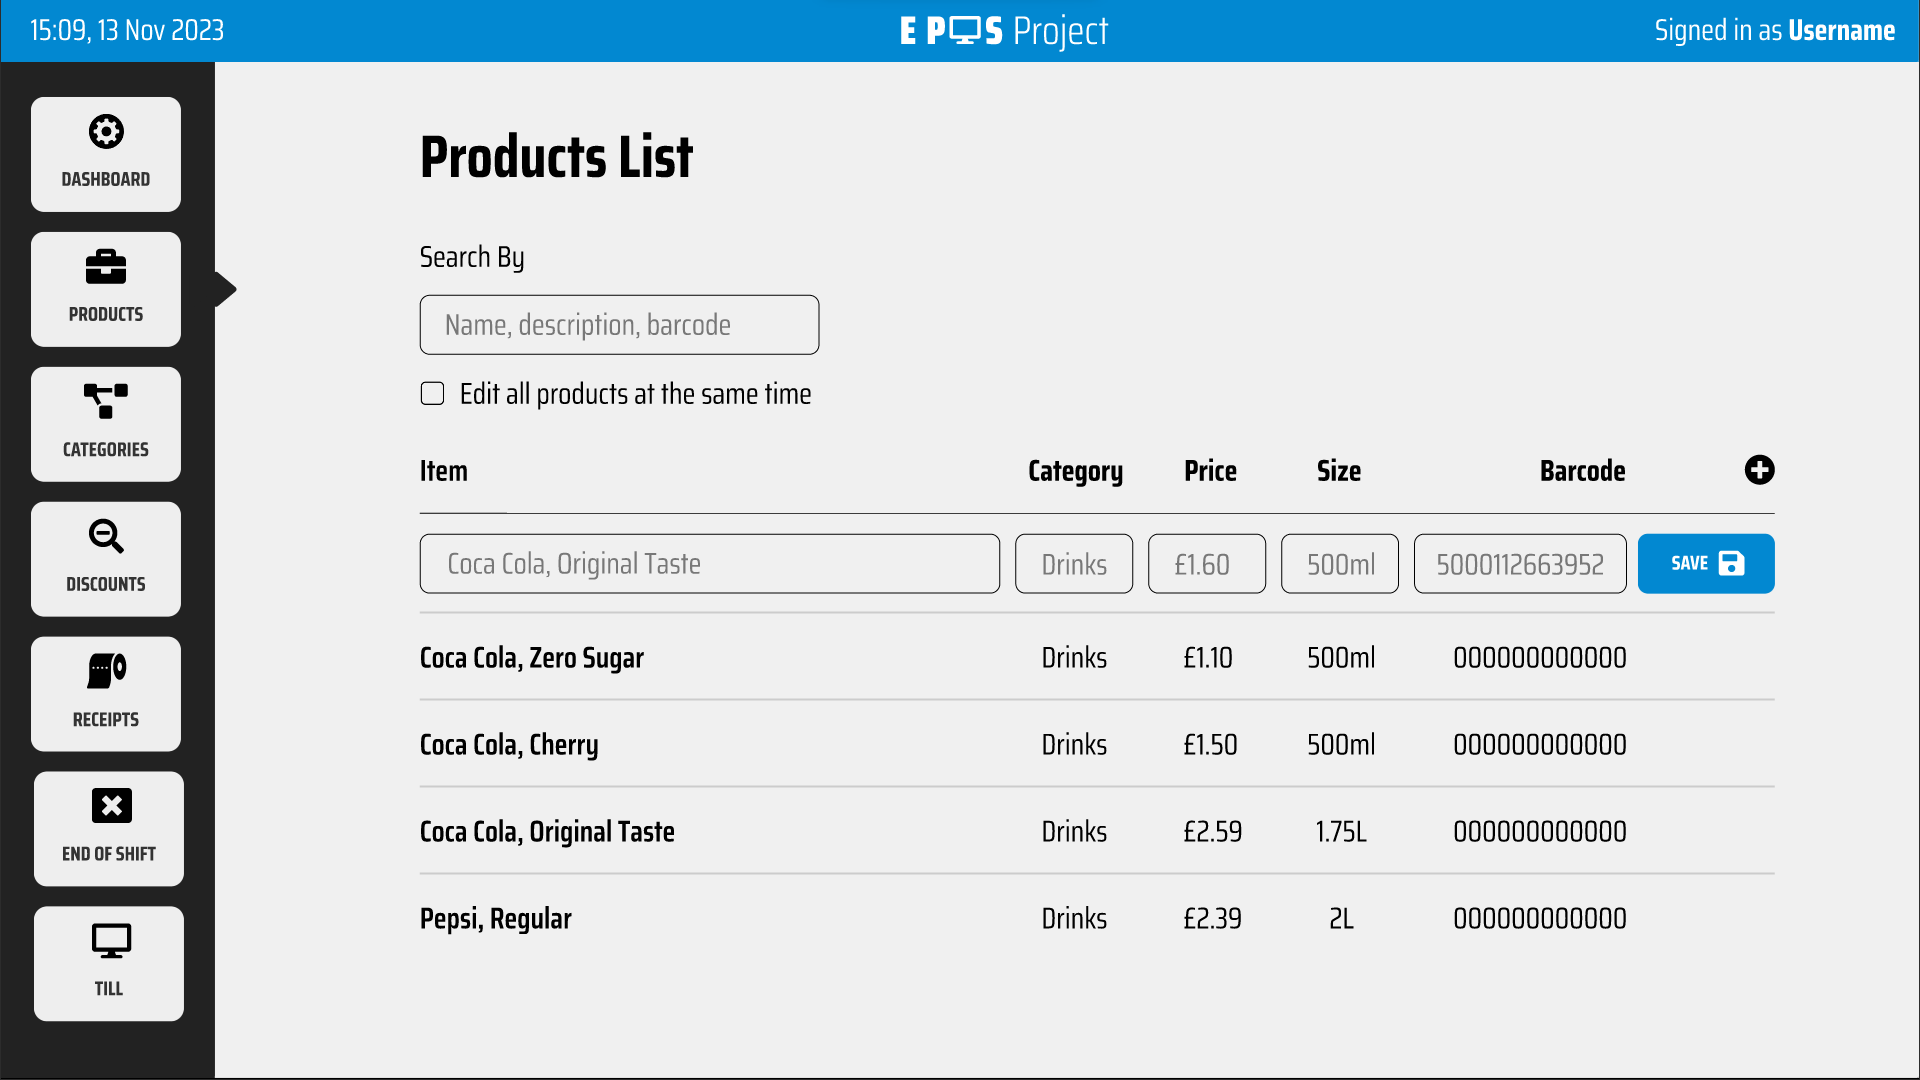 15:09, 13 Nov 2023
E POS Project
Signed in as Username
DASHBOARD
PRODUCTS
CATEGORIES
DISCOUNTS
RECEIPTS
END OF SHIFT
TILL
Products List
Search By
Name, description, barcode
Edit all products at the same time
Item Category Price Size Barcode
Coca Cola, Original Taste Drinks £1.60 500ml 5000112663952 SAVE
Coca Cola, Zero Sugar Drinks £1.10 500ml 000000000000
Coca Cola, Cherry Drinks £1.50 500ml 000000000000
Coca Cola, Original Taste Drinks £2.59 1.75L 000000000000
Pepsi, Regular Drinks £2.39 2L 000000000000